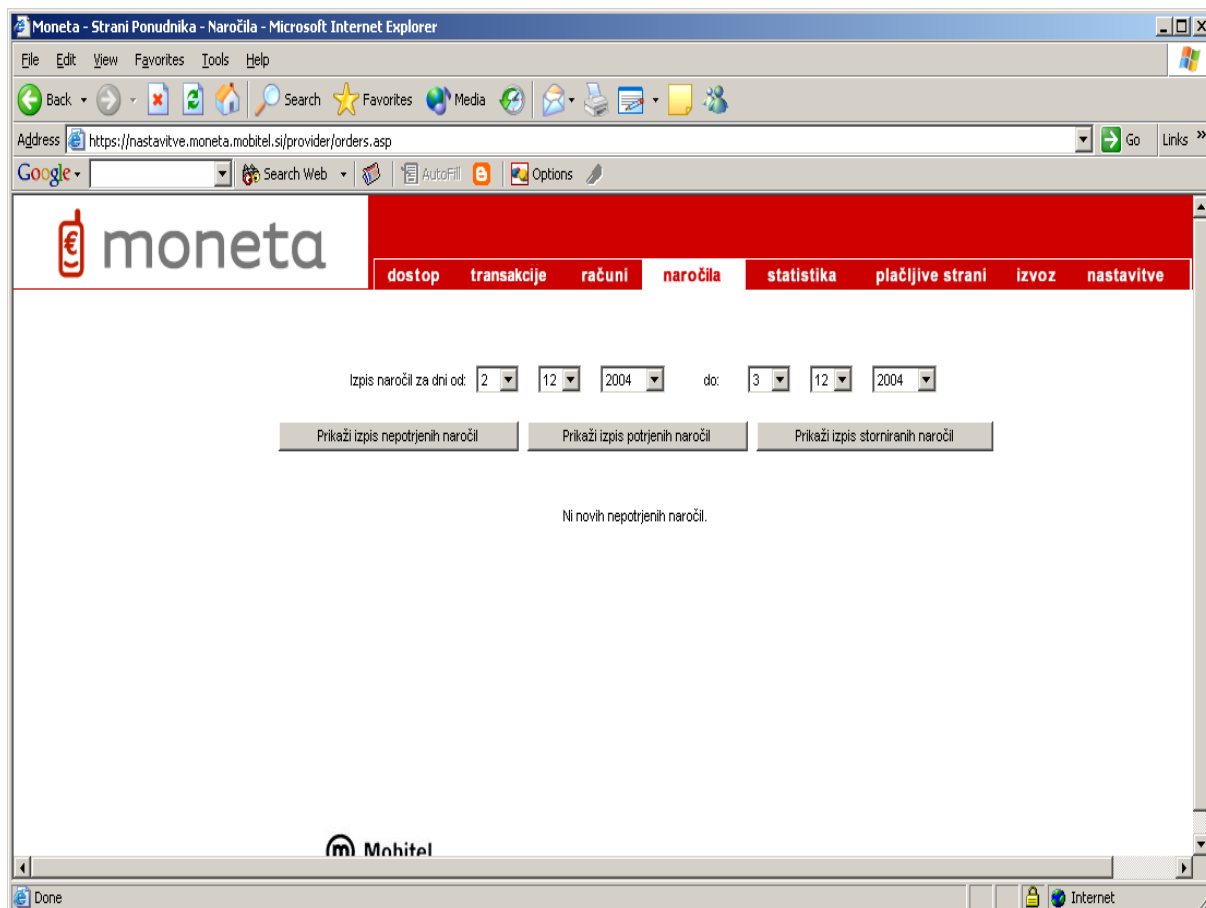 Moneta - Strani Ponudnika - Naročila - Microsoft Internet Explorer
File Edit View Favorites Tools Help
Back Search Favorites Media
Address https://nastavitve.moneta.mobitel.si/provider/orders.asp Go Links »
Google Search Web AutoFill Options
€ moneta
dostop transakcije računi naročila statistika plačljive strani izvoz nastavitve
Izpis naročil za dni od: 2 12 2004 do: 3 12 2004
Prikaži izpis nepotrjenih naročil Prikaži izpis potrjenih naročil Prikaži izpis storniranih naročil
Ni novih nepotrjenih naročil.
m Mobitel
Done Internet